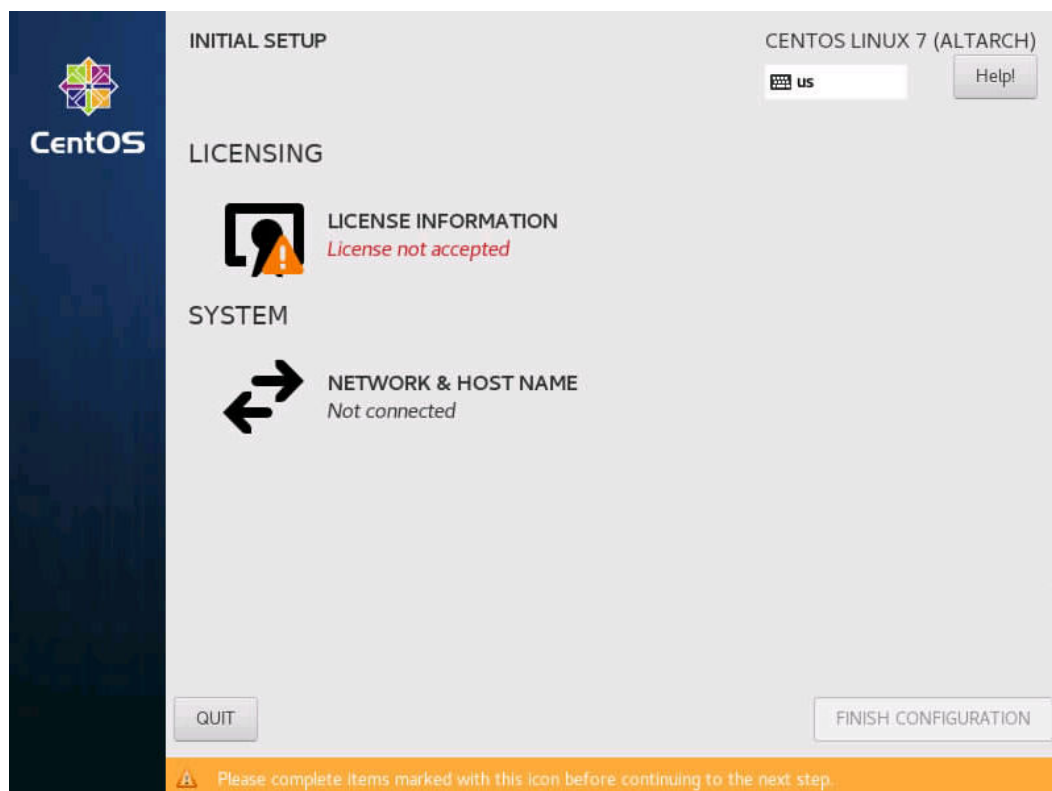 INITIAL SETUP
CENTOS LINUX 7 (ALTARCH)
us
Help!
CentOS
LICENSING
LICENSE INFORMATION
License not accepted
SYSTEM
NETWORK & HOST NAME
Not connected
QUIT
FINISH CONFIGURATION
Please complete items marked with this icon before continuing to the next step.